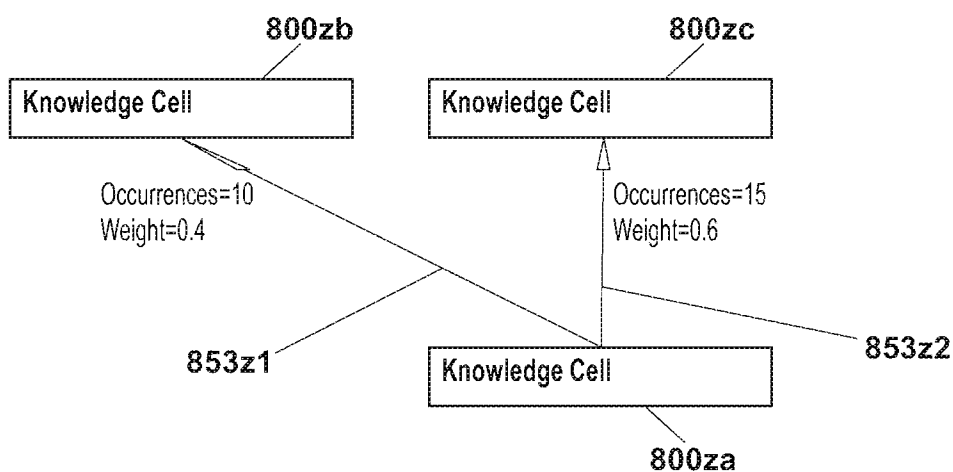 800zb
800zc
Knowledge Cell
Knowledge Cell
Occurrences=10
Weight=0.4
Occurrences=15
Weight=0.6
853z1
853z2
Knowledge Cell
800za